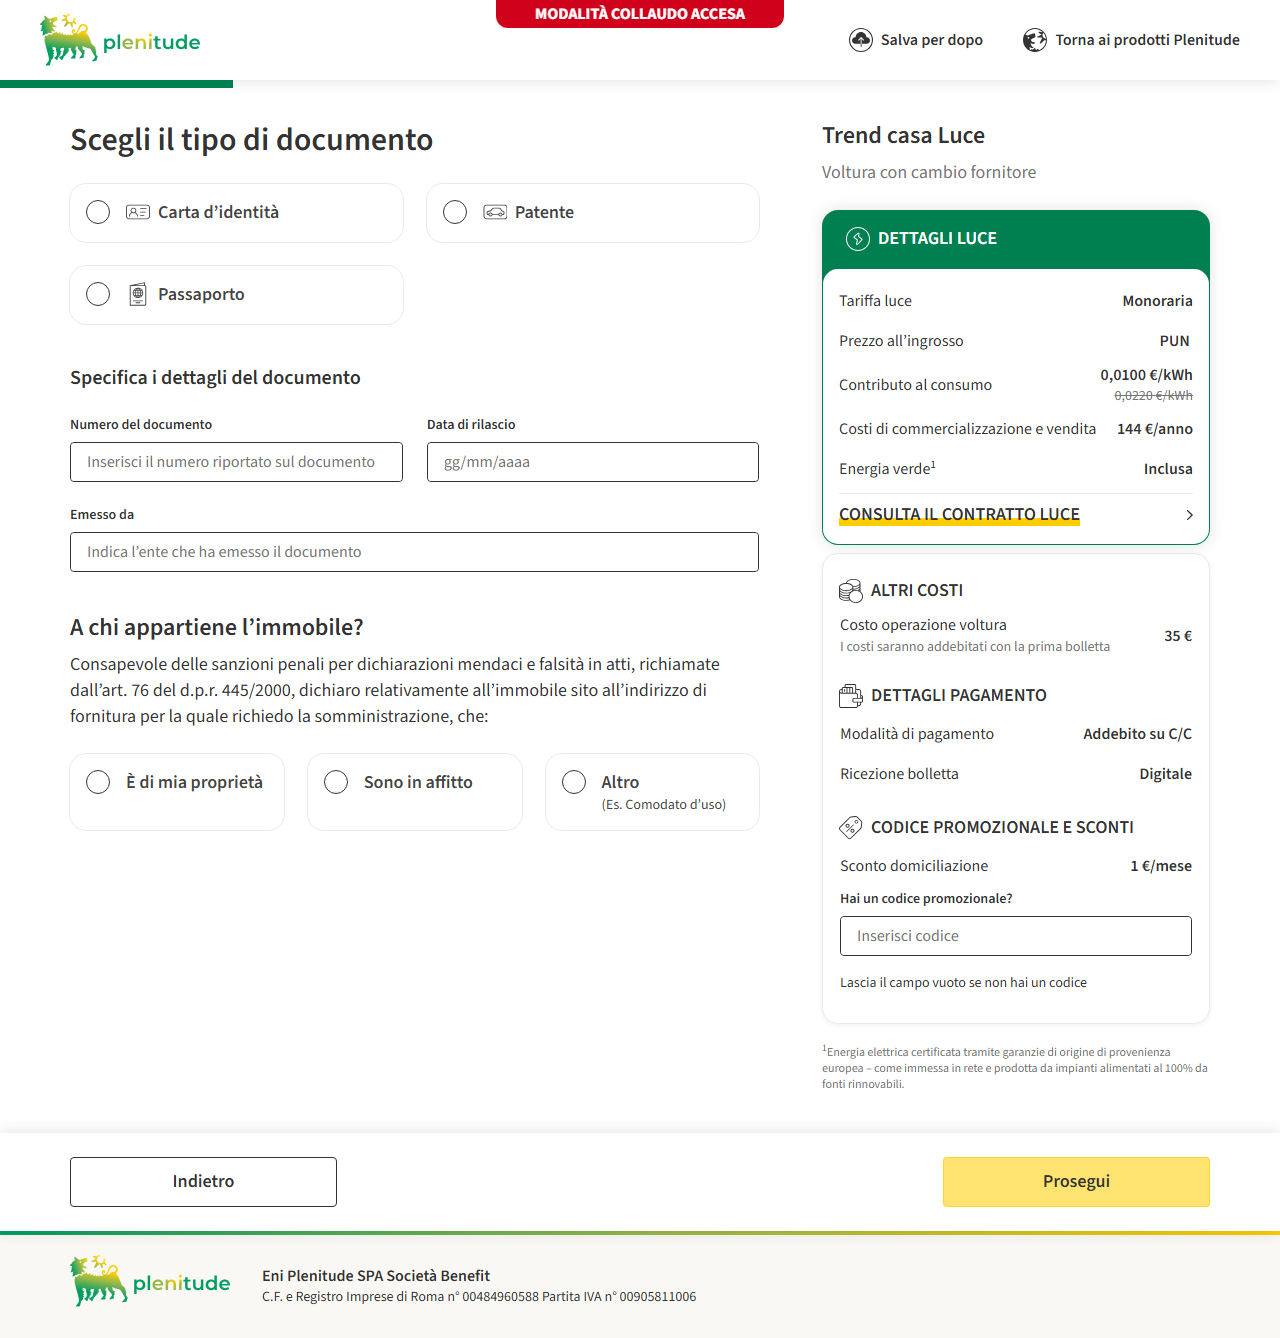 MODALITÀ COLLAUDO ACCESA
plenitude
Salva per dopo
Torna ai prodotti Plenitude
Scegli il tipo di documento
Carta d’identità
Patente
Passaporto
Specifica i dettagli del documento
Numero del documento
Data di rilascio
Inserisci il numero riportato sul documento
gg/mm/aaaa
Emesso da
Indica l’ente che ha emesso il documento
A chi appartiene l’immobile?
Consapevole delle sanzioni penali per dichiarazioni mendaci e falsità in atti, richiamate
dall’art. 76 del d.p.r. 445/2000, dichiaro relativamente all’immobile sito all’indirizzo di
fornitura per la quale richiedo la somministrazione, che:
È di mia proprietà
Sono in affitto
Altro
(Es. Comodato d’uso)
Trend casa Luce
Voltura con cambio fornitore
DETTAGLI LUCE
Tariffa luce
Monoraria
Prezzo all’ingrosso
PUN
Contributo al consumo
0,0100 €/kWh
0,0220 €/kWh
Costi di commercializzazione e vendita
144 €/anno
Energia verde1
Inclusa
CONSULTA IL CONTRATTO LUCE
ALTRI COSTI
Costo operazione voltura
I costi saranno addebitati con la prima bolletta
35 €
DETTAGLI PAGAMENTO
Modalità di pagamento
Addebito su C/C
Ricezione bolletta
Digitale
CODICE PROMOZIONALE E SCONTI
Sconto domiciliazione
1 €/mese
Hai un codice promozionale?
Inserisci codice
Lascia il campo vuoto se non hai un codice
1Energia elettrica certificata tramite garanzie di origine di provenienza
europea – come immessa in rete e prodotta da impianti alimentati al 100% da
fonti rinnovabili.
Indietro
Prosegui
plenitude
Eni Plenitude SPA Società Benefit
C.F. e Registro Imprese di Roma n° 00484960588 Partita IVA n° 00905811006